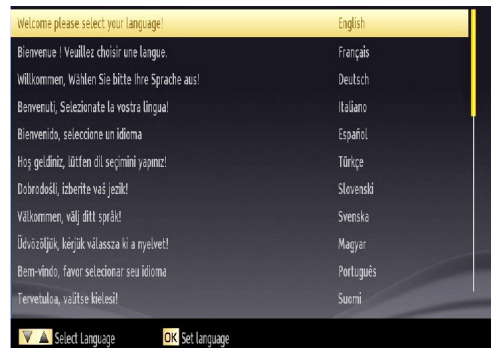 Welcome please select your language! English
Bienvenue ! Veuillez choisir une langue. Français
Willkommen, Wählen Sie bitte Ihre Sprache aus! Deutsch
Benvenuti, Selezionate la vostra lingua! Italiano
Bienvenido, seleccione un idioma Español
Hoş geldiniz, lütfen dil seçimini yapınız! Türkçe
Dobrodošli, izberite vaš jezik! Slovenski
Välkommen, välj ditt språk! Svenska
Üdvözöljük, kérjük válassza ki a nyelvet! Magyar
Bem-vindo, favor selecionar seu idioma Português
Tervetuloa, valitse kielesi! Suomi
Select Language OK Set language